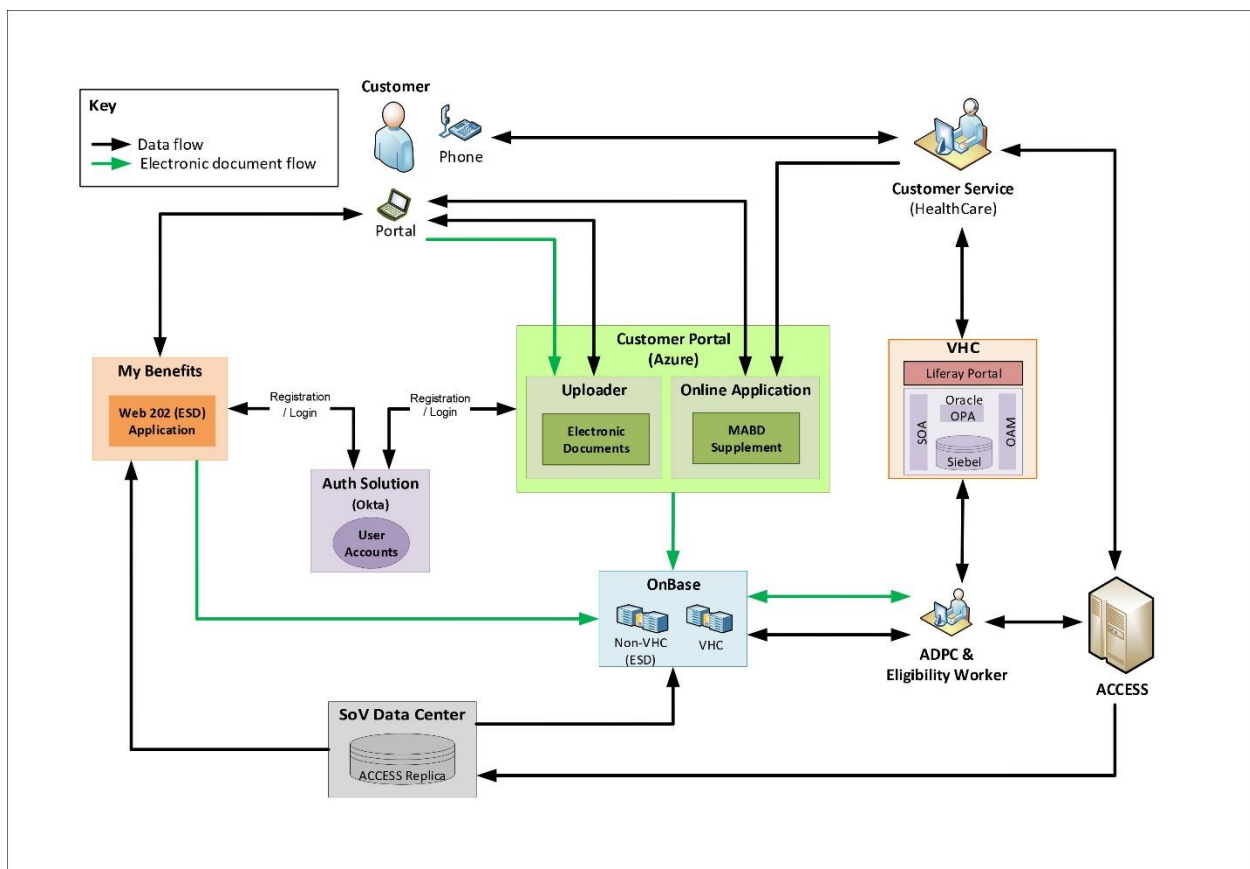 Key
Data flow
Electronic document flow
Customer
Phone
Portal
Customer Service
(HealthCare)
My Benefits
Web 202 (ESD)
Application
Registration
/ Login
Registration
/ Login
Auth Solution
(Okta)
User
Accounts
Customer Portal
(Azure)
Uploader
Electronic
Documents
Online Application
MABD
Supplement
VHC
Liferay Portal
Oracle
OPA
SOA
OAM
Siebel
OnBase
Non-VHC
(ESD)
VHC
ADPC &
Eligibility Worker
ACCESS
SoV Data Center
ACCESS Replica